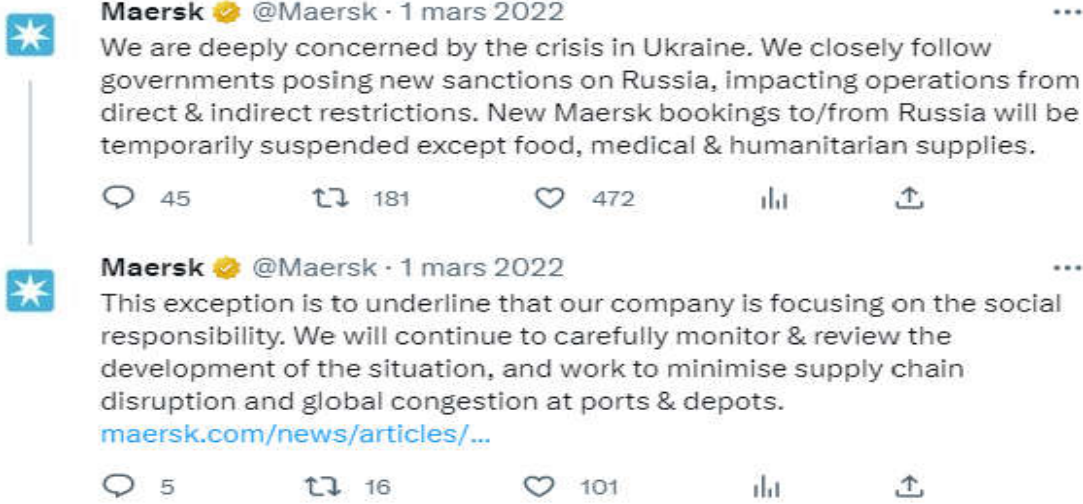 Maersk @Maersk · 1 mars 2022
We are deeply concerned by the crisis in Ukraine. We closely follow
governments posing new sanctions on Russia, impacting operations from
direct & indirect restrictions. New Maersk bookings to/from Russia will be
temporarily suspended except food, medical & humanitarian supplies.
45 181 472
Maersk @Maersk · 1 mars 2022
This exception is to underline that our company is focusing on the social
responsibility. We will continue to carefully monitor & review the
development of the situation, and work to minimise supply chain
disruption and global congestion at ports & depots.
maersk.com/news/articles/...
5 16 101